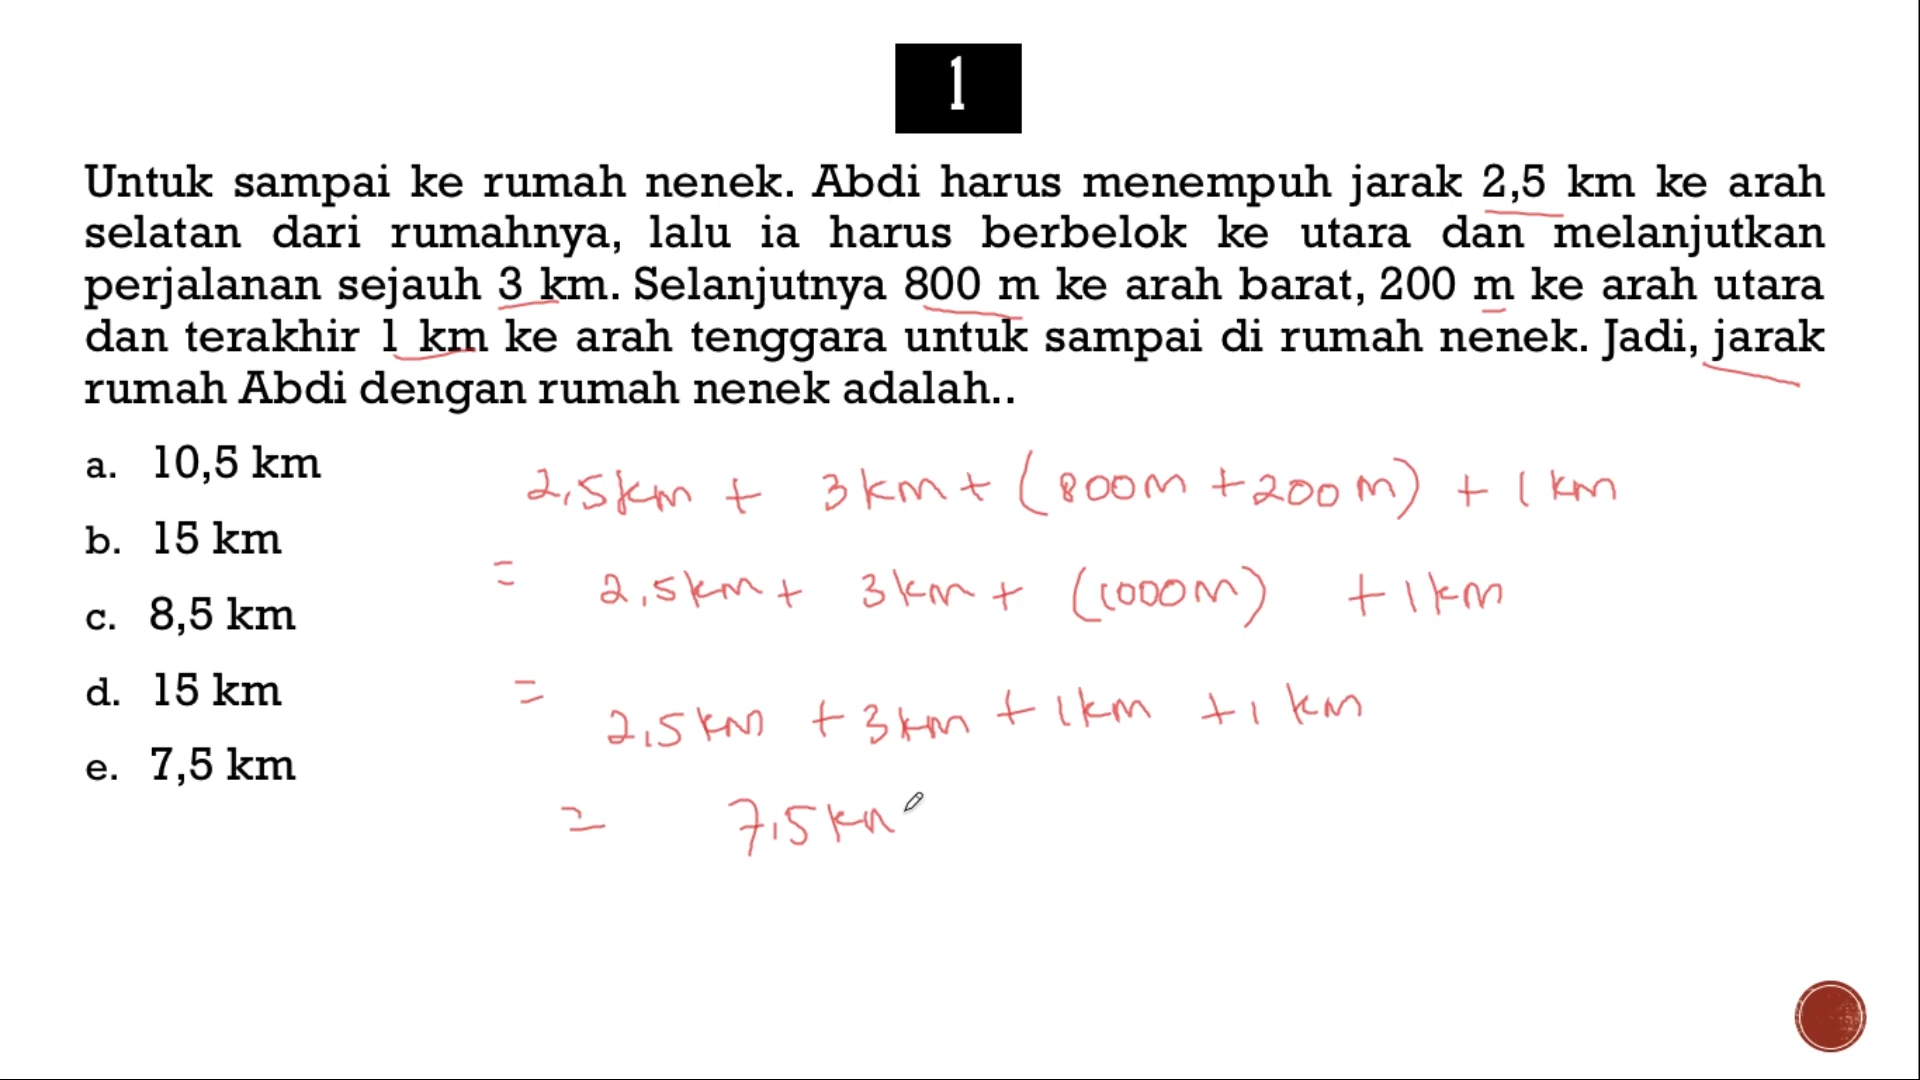 1
Untuk sampai ke rumah nenek. Abdi harus menempuh jarak 2,5 km ke arah
selatan dari rumahnya, lalu ia harus berbelok ke utara dan melanjutkan
perjalanan sejauh 3 km. Selanjutnya 800 m ke arah barat, 200 m ke arah utara
dan terakhir 1 km ke arah tenggara untuk sampai di rumah nenek. Jadi, jarak
rumah Abdi dengan rumah nenek adalah..
a. 10,5 km
b. 15 km
c. 8,5 km
d. 15 km
e. 7,5 km
2,5km + 3km + (800m + 200m) + 1km
= 2,5km + 3km + (1000m) + 1km
= 2,5km + 3km + 1km + 1km
= 7,5km